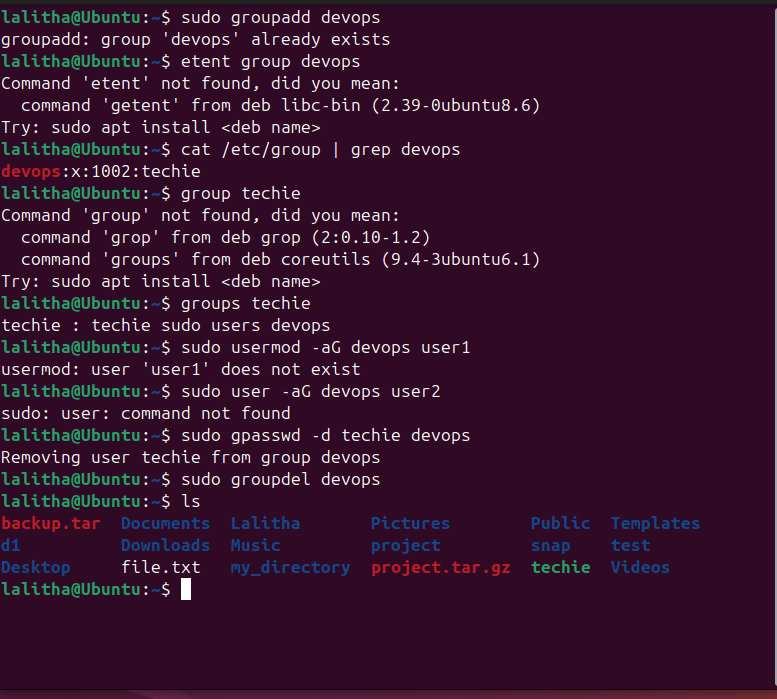 lalitha@Ubuntu:~$ sudo groupadd devops
groupadd: group 'devops' already exists
lalitha@Ubuntu:~$ etent group devops
Command 'etent' not found, did you mean:
  command 'getent' from deb libc-bin (2.39-0ubuntu8.6)
Try: sudo apt install <deb name>
lalitha@Ubuntu:~$ cat /etc/group | grep devops
devops:x:1002:techie
lalitha@Ubuntu:~$ group techie
Command 'group' not found, did you mean:
  command 'grop' from deb grop (2:0.10-1.2)
  command 'groups' from deb coreutils (9.4-3ubuntu6.1)
Try: sudo apt install <deb name>
lalitha@Ubuntu:~$ groups techie
techie : techie sudo users devops
lalitha@Ubuntu:~$ sudo usermod -aG devops user1
usermod: user 'user1' does not exist
lalitha@Ubuntu:~$ sudo user -aG devops user2
sudo: user: command not found
lalitha@Ubuntu:~$ sudo gpasswd -d techie devops
Removing user techie from group devops
lalitha@Ubuntu:~$ sudo groupdel devops
lalitha@Ubuntu:~$ ls
backup.tar  Documents  Lalitha       Pictures        Public  Templates
d1          Downloads  Music         project         snap    test
Desktop     file.txt   my_directory  project.tar.gz  techie  Videos
lalitha@Ubuntu:~$